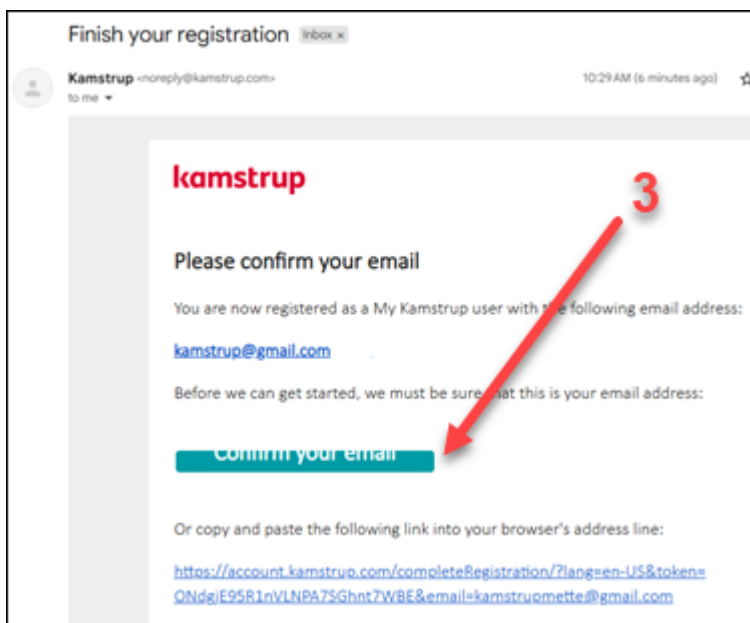 Finish your registration Inbox x
Kamstrup <noreply@kamstrup.com> 10:29 AM (6 minutes ago)
to me
kamstrup
3
Please confirm your email
You are now registered as a My Kamstrup user with the following email address:
kamstrup@gmail.com
Before we can get started, we must be sure that this is your email address:
Confirm your email
Or copy and paste the following link into your browser's address line:
https://account.kamstrup.com/completeRegistration/?lang=en-US&token=
ONdgjE95R1nVLNPA7SGhnt7WBE&email=kamstrupmette@gmail.com